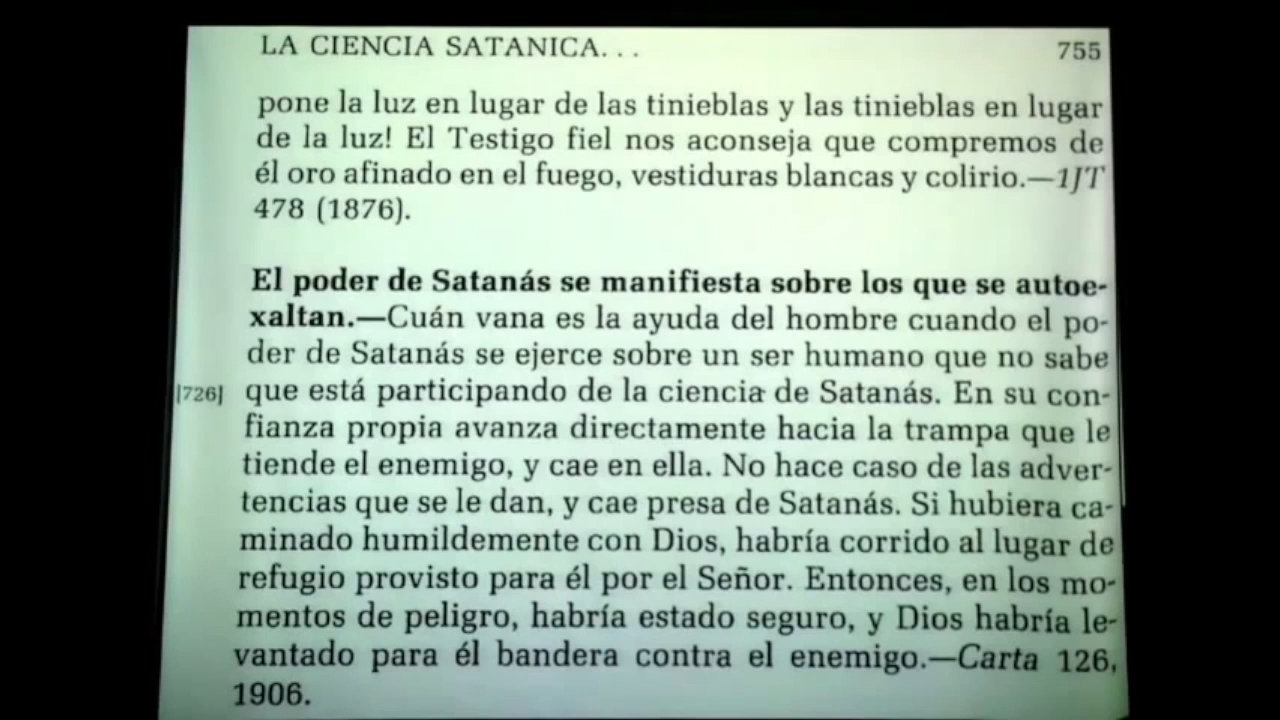 LA CIENCIA SATANICA. . . 755
pone la luz en lugar de las tinieblas y las tinieblas en lugar
de la luz! El Testigo fiel nos aconseja que compremos de
él oro afinado en el fuego, vestiduras blancas y colirio.—1JT
478 (1876).
El poder de Satanás se manifiesta sobre los que se autoe-
xaltan.—Cuán vana es la ayuda del hombre cuando el po-
der de Satanás se ejerce sobre un ser humano que no sabe
|726| que está participando de la ciencia de Satanás. En su con-
fianza propia avanza directamente hacia la trampa que le
tiende el enemigo, y cae en ella. No hace caso de las adver-
tencias que se le dan, y cae presa de Satanás. Si hubiera ca-
minado humildemente con Dios, habría corrido al lugar de
refugio provisto para él por el Señor. Entonces, en los mo-
mentos de peligro, habría estado seguro, y Dios habría le-
vantado para él bandera contra el enemigo.—Carta 126,
1906.